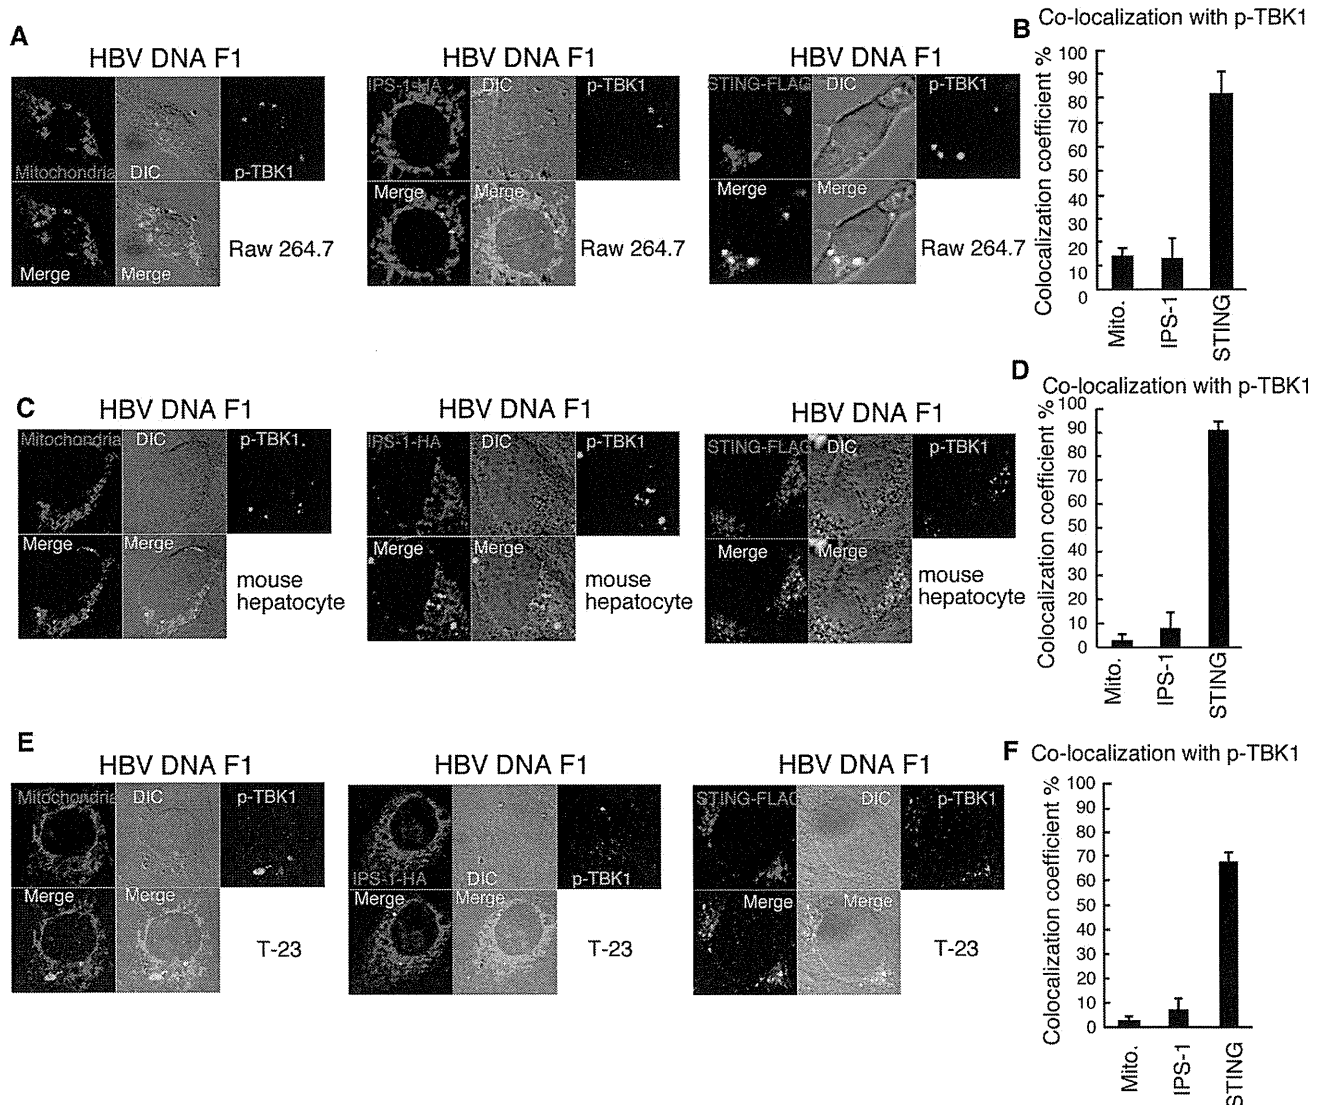 A
HBV DNA F1
HBV DNA F1
HBV DNA F1
Mitochondria
DIC
p-TBK1
Merge
Merge
Raw 264.7
IPS-1-HA
DIC
p-TBK1
Merge
Merge
Raw 264.7
STING-FLAG
DIC
p-TBK1
Merge
Merge
Raw 264.7
B
Co-localization with p-TBK1
Colocalization coefficient %
100
90
80
70
60
50
40
30
20
10
0
Mito.
IPS-1
STING
C
HBV DNA F1
HBV DNA F1
HBV DNA F1
Mitochondria
DIC
p-TBK1
Merge
Merge
mouse
hepatocyte
IPS-1-HA
DIC
p-TBK1
Merge
Merge
mouse
hepatocyte
STING-FLAG
DIC
p-TBK1
Merge
Merge
mouse
hepatocyte
D
Co-localization with p-TBK1
Colocalization coefficient %
100
90
80
70
60
50
40
30
20
10
0
Mito.
IPS-1
STING
E
HBV DNA F1
HBV DNA F1
HBV DNA F1
Mitochondria
DIC
p-TBK1
Merge
Merge
T-23
IPS-1-HA
DIC
p-TBK1
Merge
Merge
T-23
STING-FLAG
DIC
p-TBK1
Merge
Merge
T-23
F
Co-localization with p-TBK1
Colocalization coefficient %
100
90
80
70
60
50
40
30
20
10
0
Mito.
IPS-1
STING